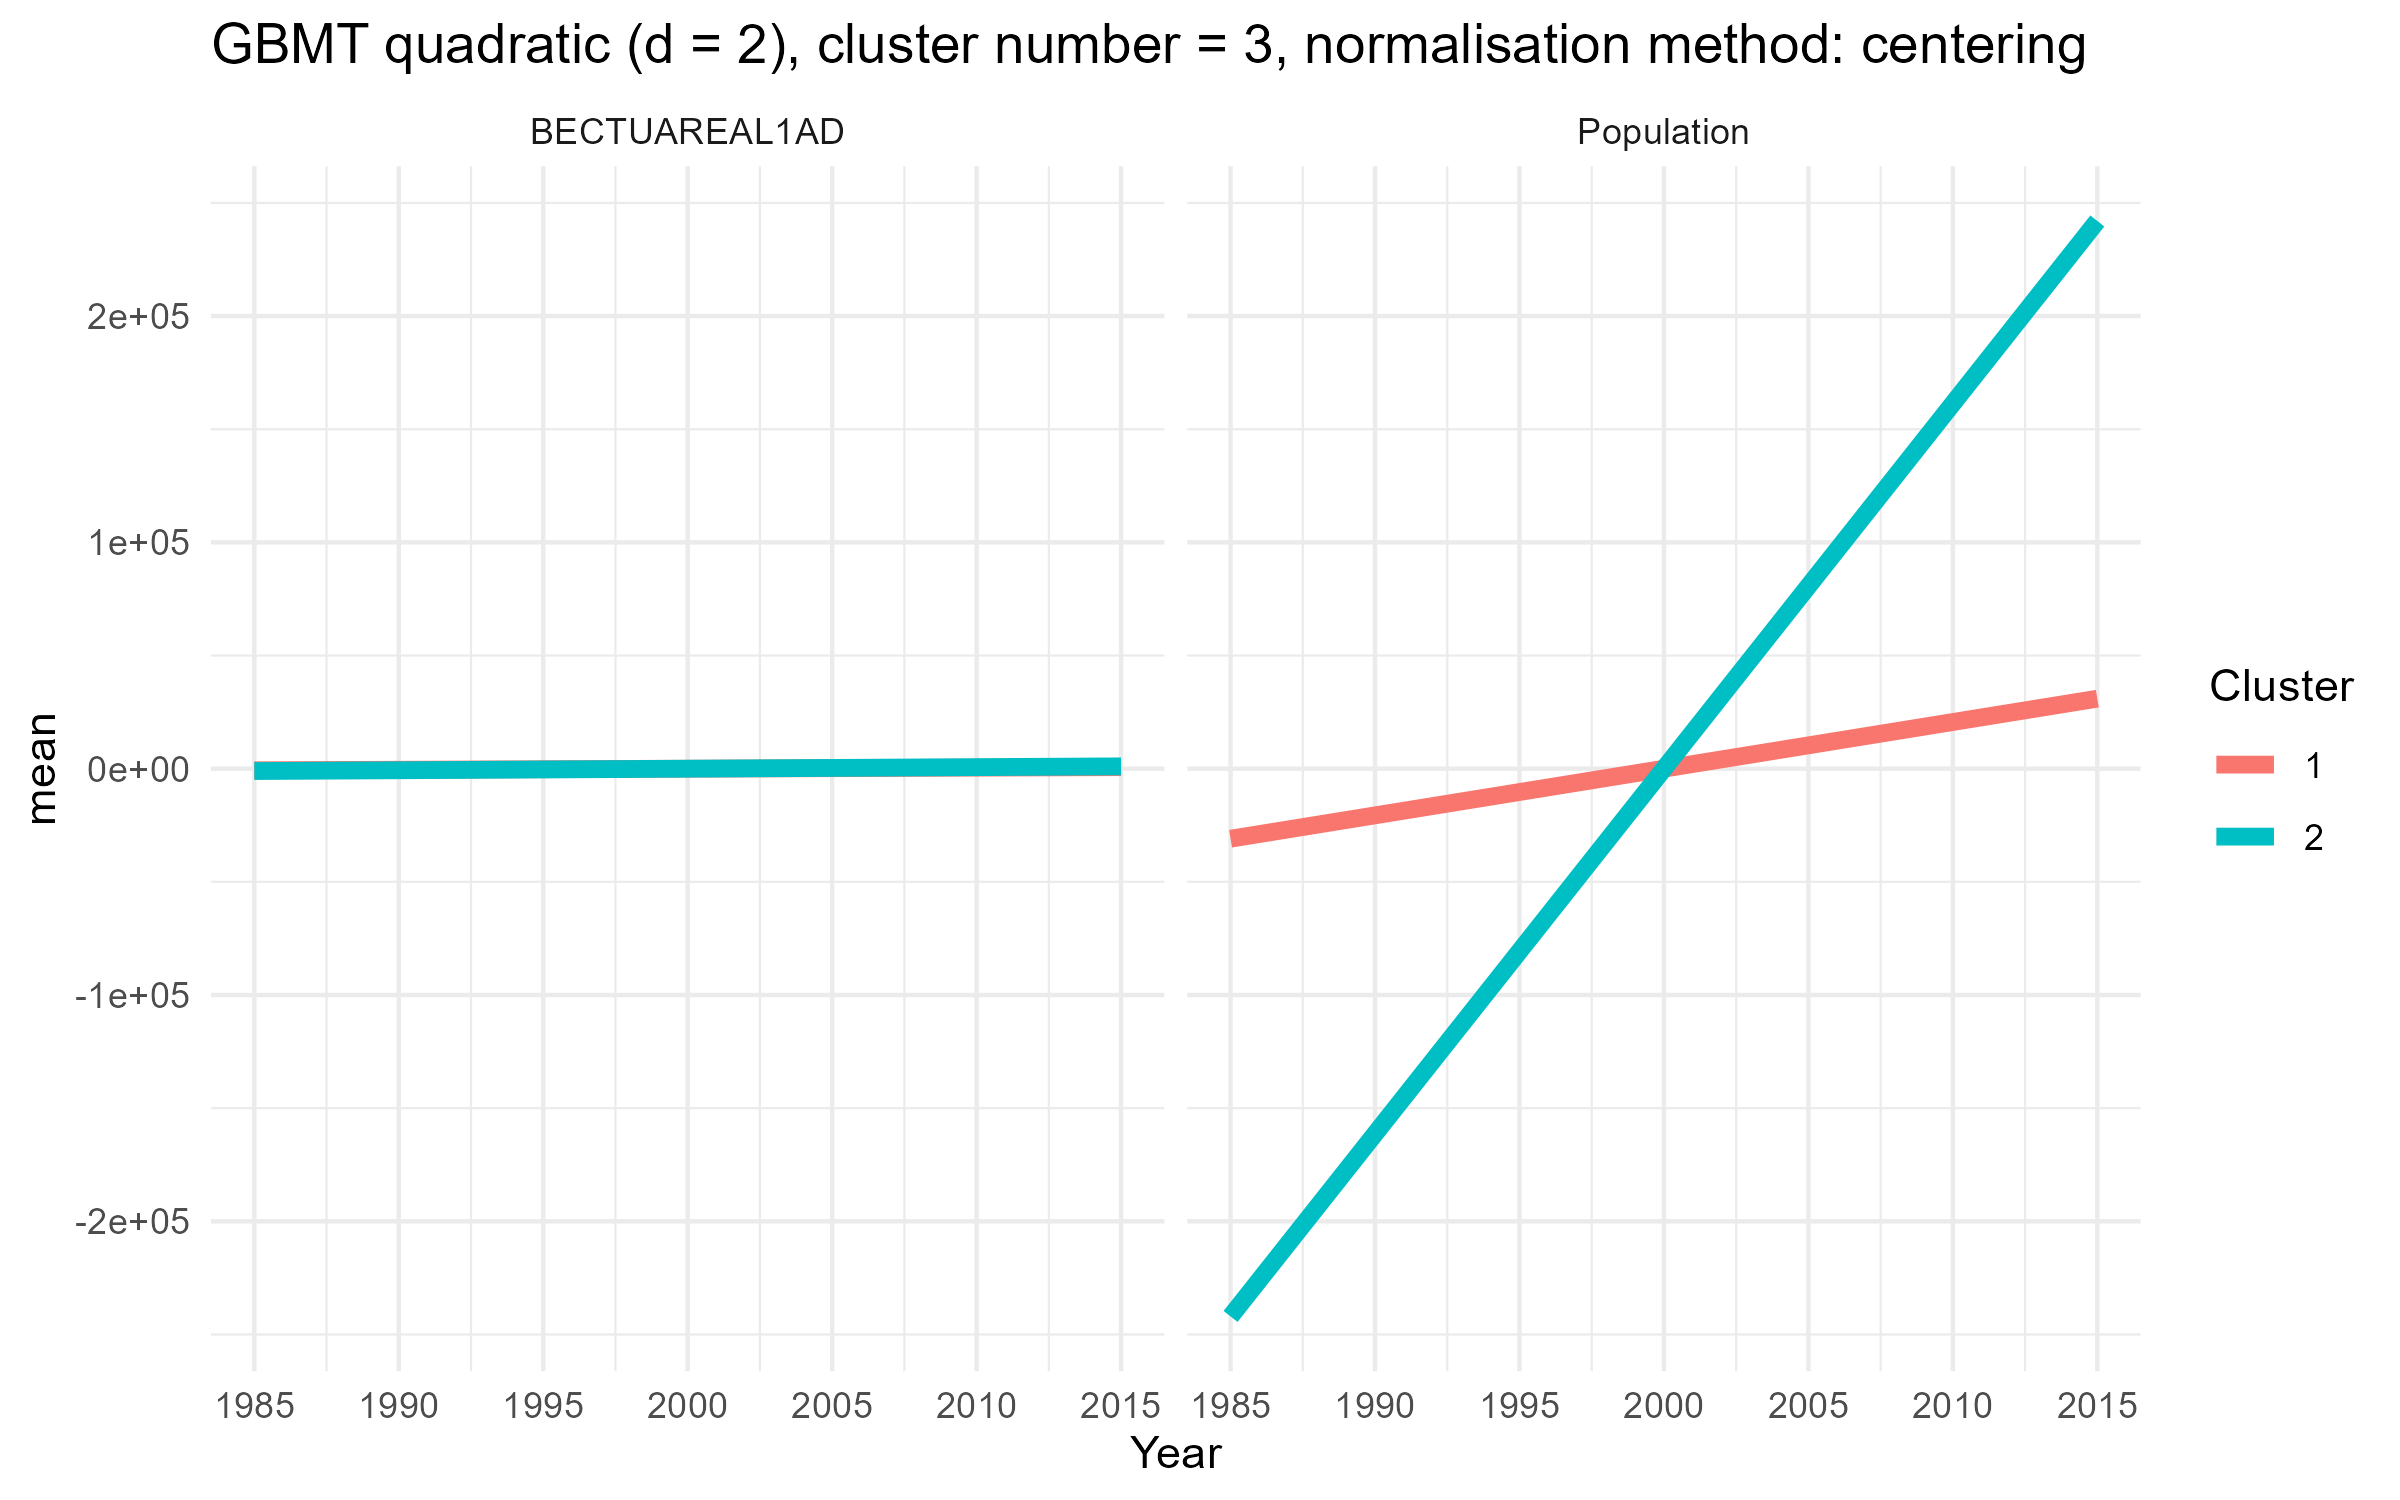 GBMT quadratic (d = 2), cluster number = 3, normalisation method: centering
BECTUAREAL1AD
Population
mean
2e+05
1e+05
0e+00
-1e+05
-2e+05
1985 1990 1995 2000 2005 2010 2015
1985 1990 1995 2000 2005 2010 2015
Year
Cluster
1
2